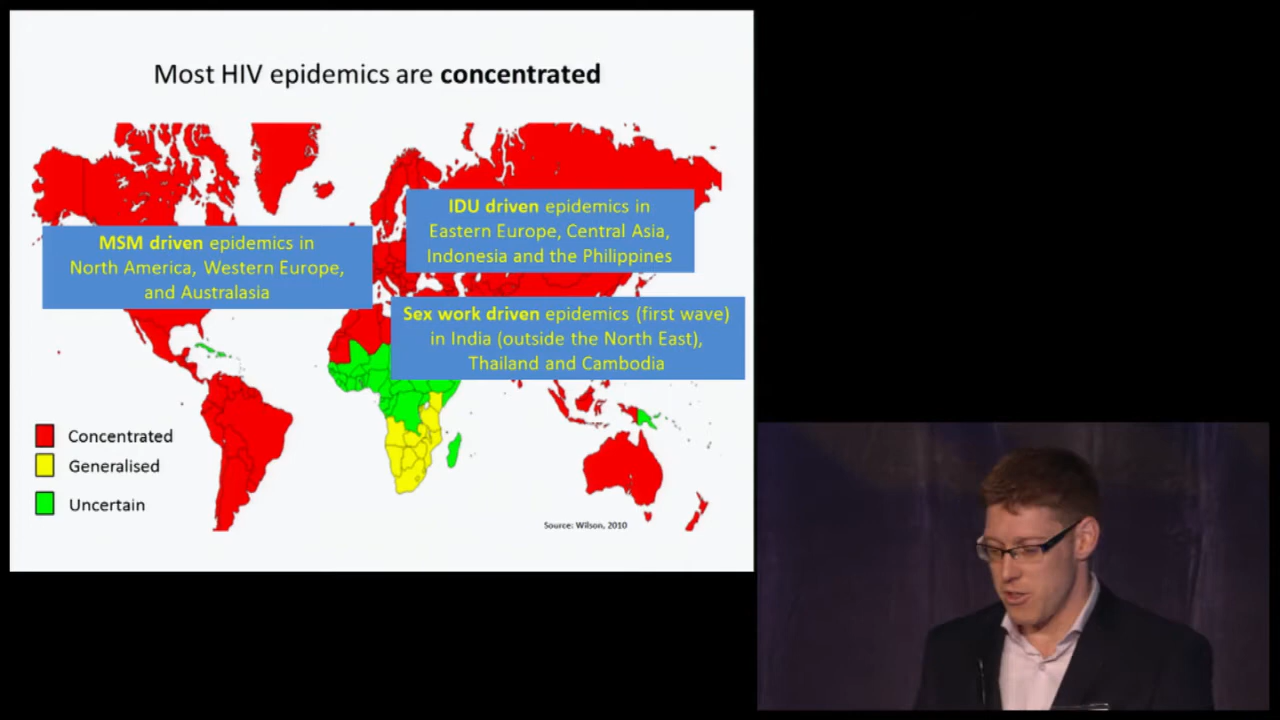 Most HIV epidemics are concentrated
IDU driven epidemics in
Eastern Europe, Central Asia,
Indonesia and the Philippines
MSM driven epidemics in
North America, Western Europe,
and Australasia
Sex work driven epidemics (first wave)
in India (outside the North East),
Thailand and Cambodia
Concentrated
Generalised
Uncertain
Source: Wilson, 2010